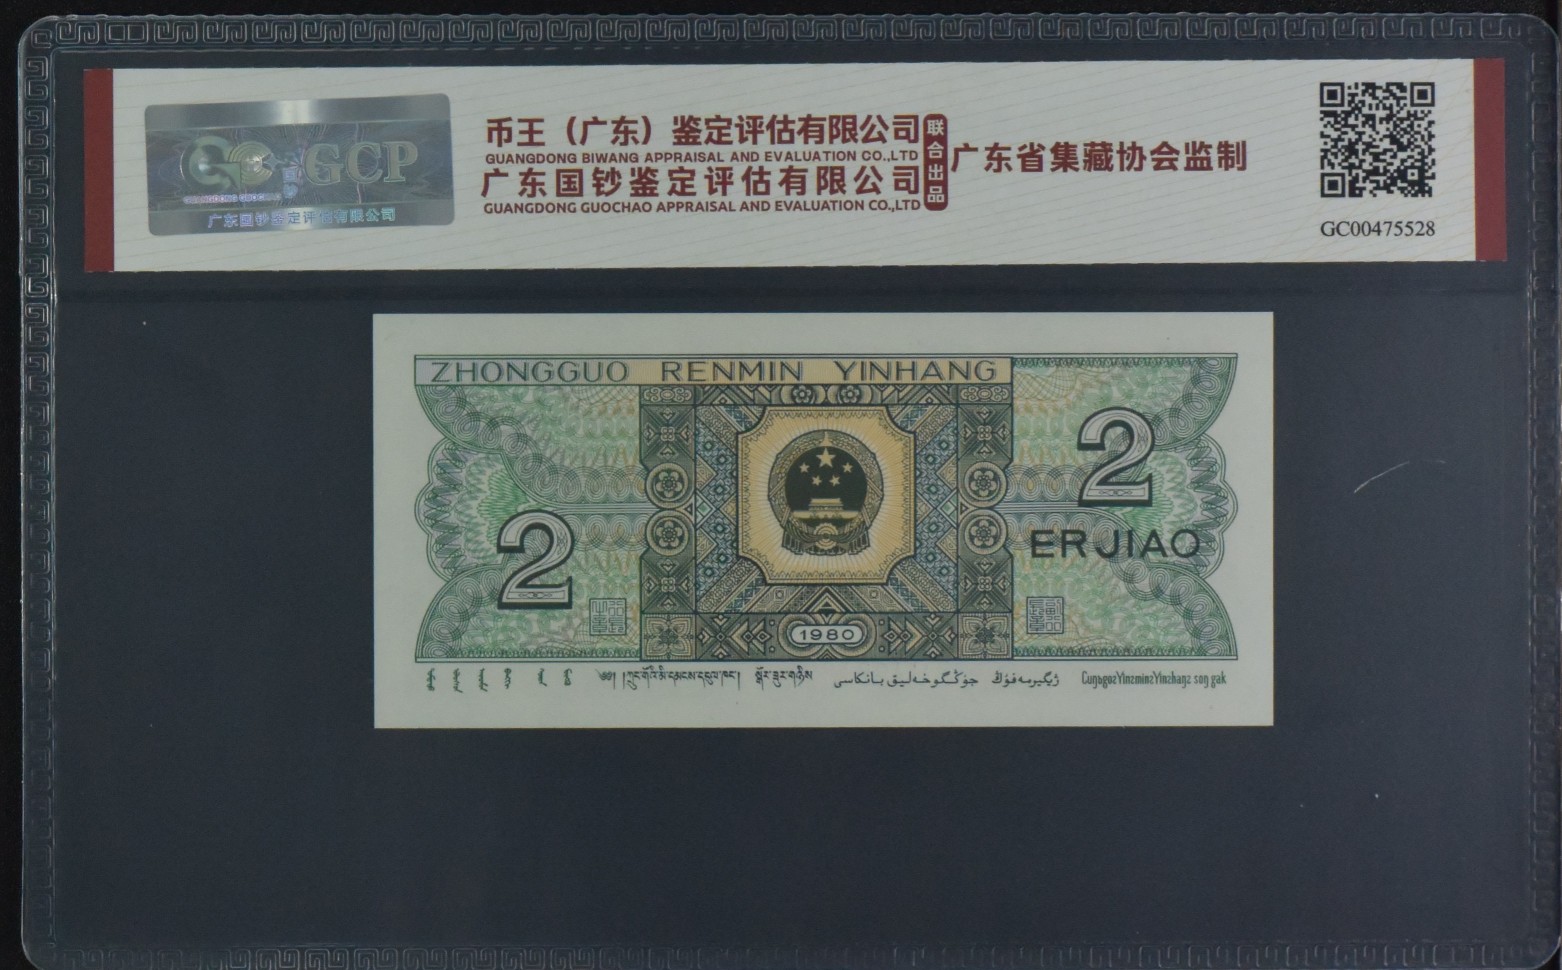 GCP
广东国钞鉴定评估有限公司
币王（广东）鉴定评估有限公司
GUANGDONG BIWANG APPRAISAL AND EVALUATION CO.,LTD
广东国钞鉴定评估有限公司
GUANGDONG GUOCHAO APPRAISAL AND EVALUATION CO.,LTD
联合出品
广东省集藏协会监制
GC00475528
ZHONGGUO RENMIN YINHANG
2
2
ERJIAO
1980
جۇڭگوخەلىق بانكاسى